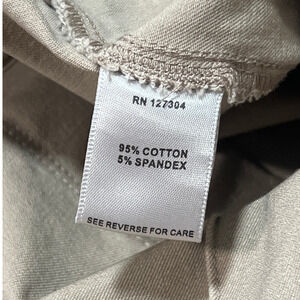 RN 127304
95% COTTON
5% SPANDEX
SEE REVERSE FOR CARE